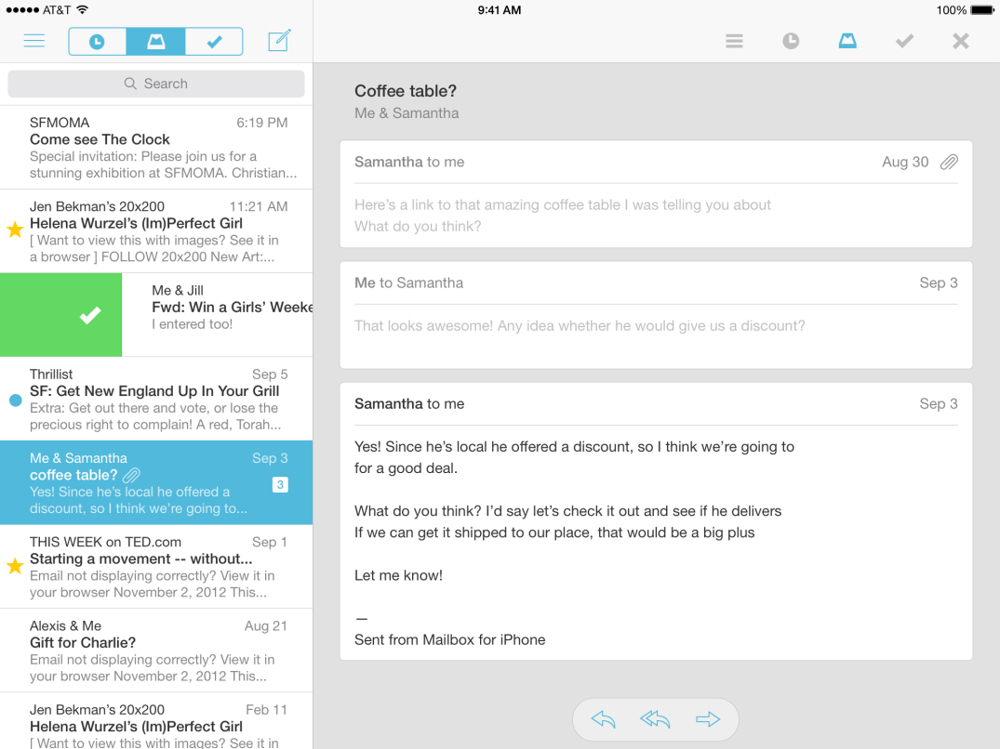 AT&T
9:41 AM
100%
Search
SFMOMA 6:19 PM
Come see The Clock
Special invitation: Please join us for a
stunning exhibition at SFMOMA. Christian...
Jen Bekman's 20x200 11:21 AM
Helena Wurzel's (Im)Perfect Girl
[ Want to view this with images? See it in
a browser ] FOLLOW 20x200 New Art:...
Me & Jill
Fwd: Win a Girls' Weeke
I entered too!
Thrillist Sep 5
SF: Get New England Up In Your Grill
Extra: Get out there and vote, or lose the
precious right to complain! A red, Torah...
Me & Samantha Sep 3
coffee table?
3
Yes! Since he's local he offered a
discount, so I think we're going to...
THIS WEEK on TED.com Sep 1
Starting a movement -- without...
Email not displaying correctly? View it in
your browser November 2, 2012 This...
Alexis & Me Aug 21
Gift for Charlie?
Email not displaying correctly? View it in
your browser November 2, 2012 This...
Jen Bekman's 20x200 Feb 11
Helena Wurzel's (Im)Perfect Girl
[ Want to view this with images? See it in
Coffee table?
Me & Samantha
Samantha to me Aug 30
Here's a link to that amazing coffee table I was telling you about
What do you think?
Me to Samantha Sep 3
That looks awesome! Any idea whether he would give us a discount?
Samantha to me Sep 3
Yes! Since he's local he offered a discount, so I think we're going to
for a good deal.
What do you think? I'd say let's check it out and see if he delivers
If we can get it shipped to our place, that would be a big plus
Let me know!
—
Sent from Mailbox for iPhone